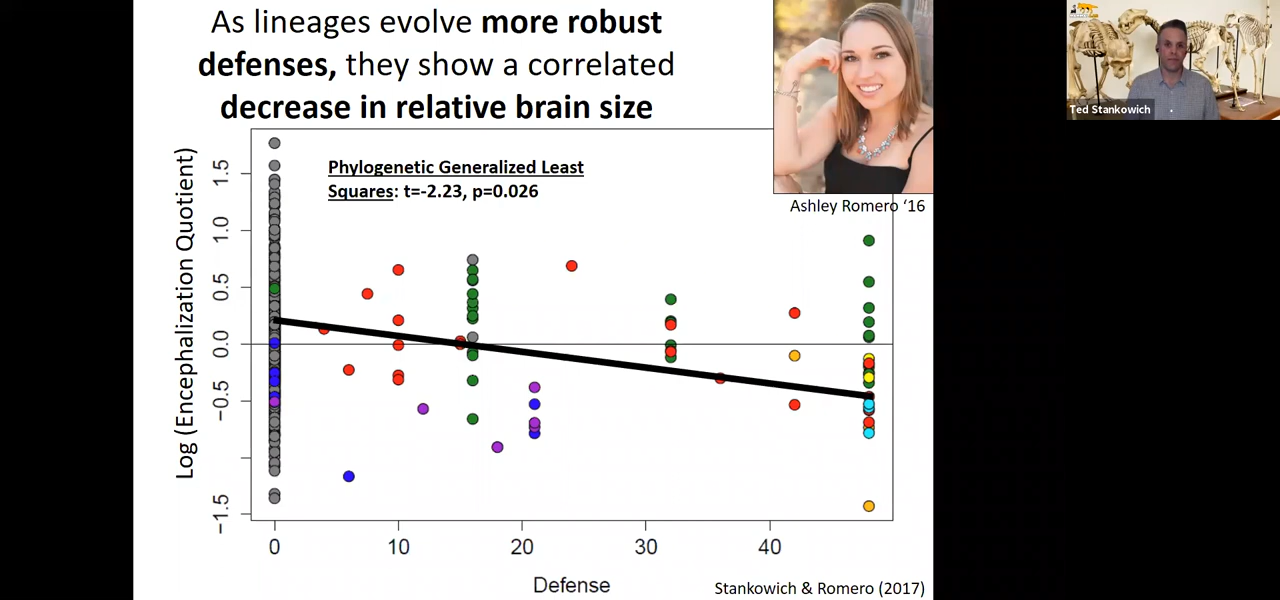 As lineages evolve more robust
defenses, they show a correlated
decrease in relative brain size
Phylogenetic Generalized Least
Squares: t=-2.23, p=0.026
Ashley Romero ‘16
Ted Stankowich
Log (Encephalization Quotient)
1.5
1.0
0.5
0.0
−0.5
−1.5
0
10
20
30
40
Defense
Stankowich & Romero (2017)